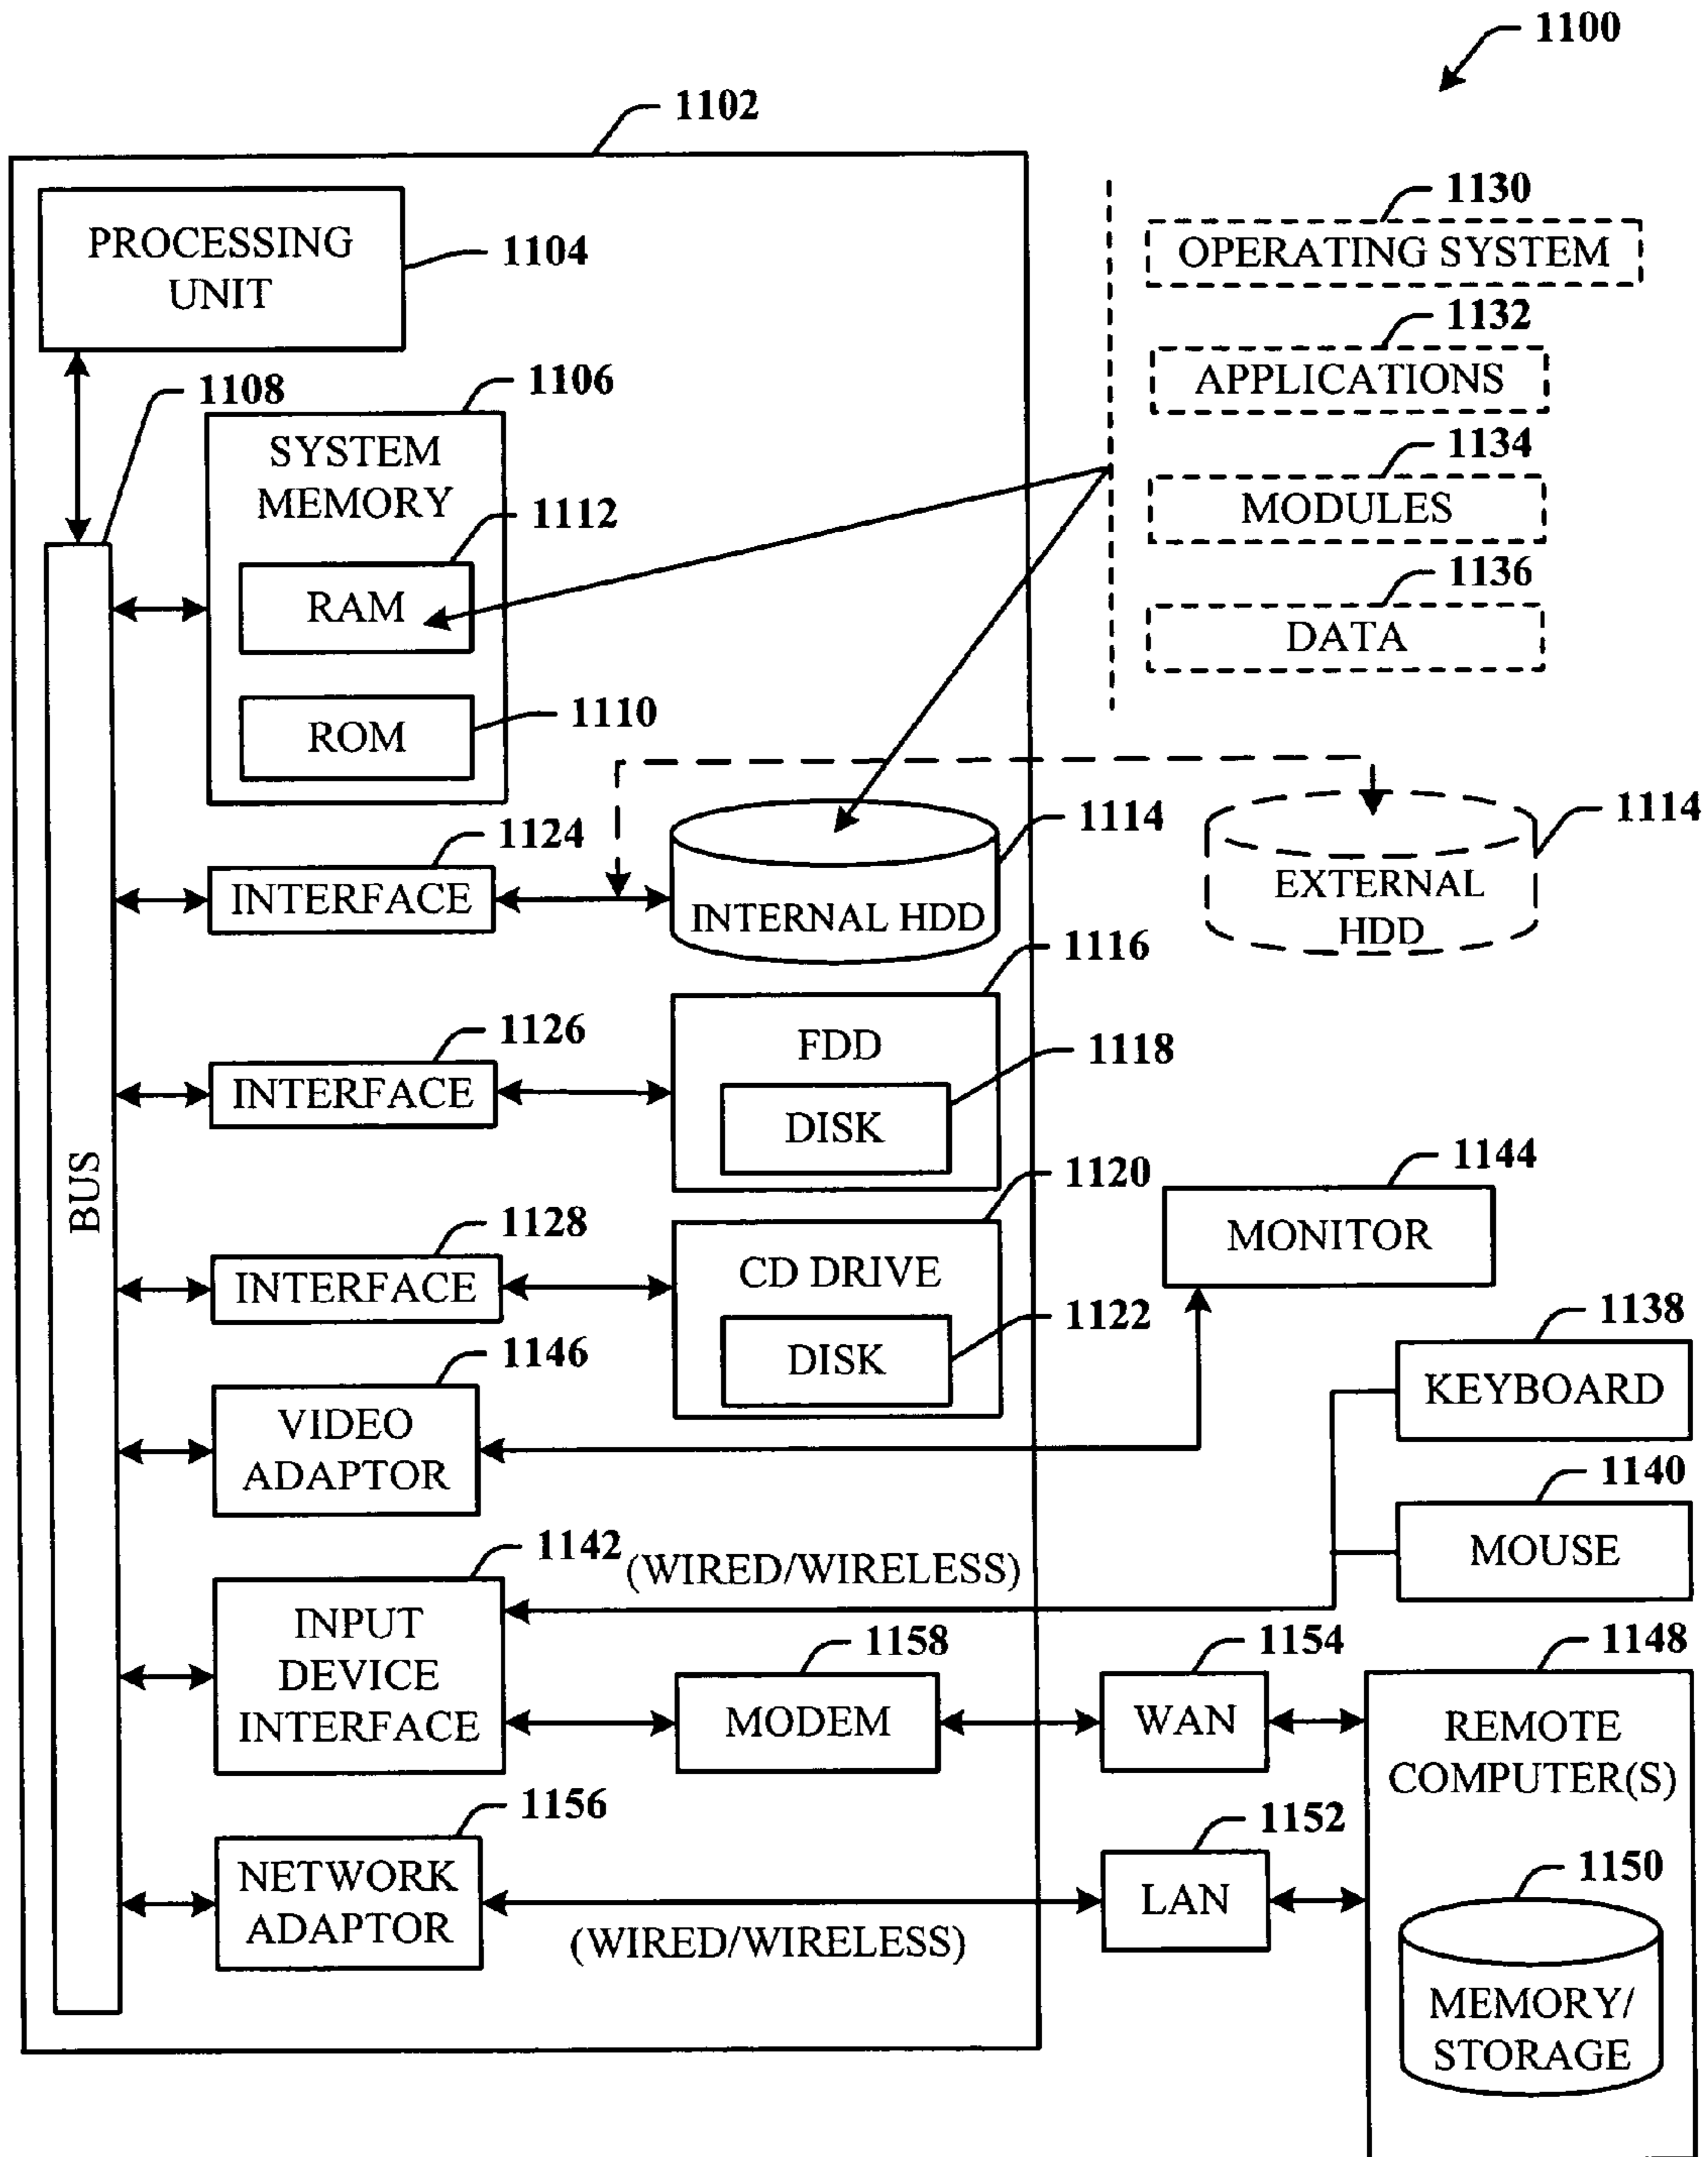 1100
1102
PROCESSING
UNIT
1104
1130
OPERATING SYSTEM
1132
APPLICATIONS
1134
MODULES
1136
DATA
1108
1106
SYSTEM
MEMORY
1112
RAM
1110
ROM
1124
INTERFACE
1114
INTERNAL HDD
1114
EXTERNAL
HDD
1116
FDD
1126
INTERFACE
1118
DISK
BUS
1120
CD DRIVE
1128
INTERFACE
1122
DISK
1144
MONITOR
1138
KEYBOARD
1146
VIDEO
ADAPTOR
1140
MOUSE
1142
(WIRED/WIRELESS)
INPUT
DEVICE
INTERFACE
1158
MODEM
1154
WAN
1148
REMOTE
COMPUTER(S)
1156
NETWORK
ADAPTOR
(WIRED/WIRELESS)
1152
LAN
1150
MEMORY/
STORAGE